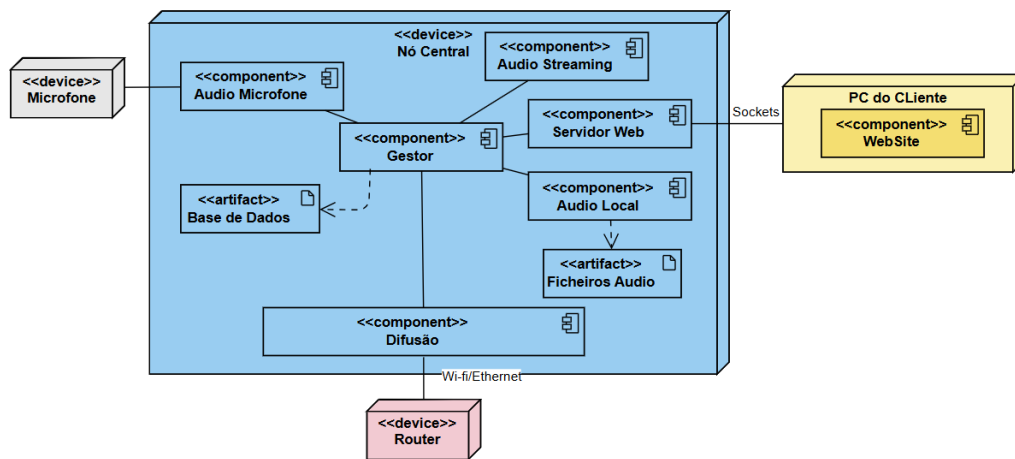 <<device>>
Nó Central
<<component>>
Audio Streaming
<<device>>
Microfone
<<component>>
Audio Microfone
<<component>>
Gestor
<<component>>
Servidor Web
Sockets
PC do CLiente
<<component>>
WebSite
<<artifact>>
Base de Dados
<<component>>
Audio Local
<<artifact>>
Ficheiros Audio
<<component>>
Difusão
Wi-fi/Ethernet
<<device>>
Router